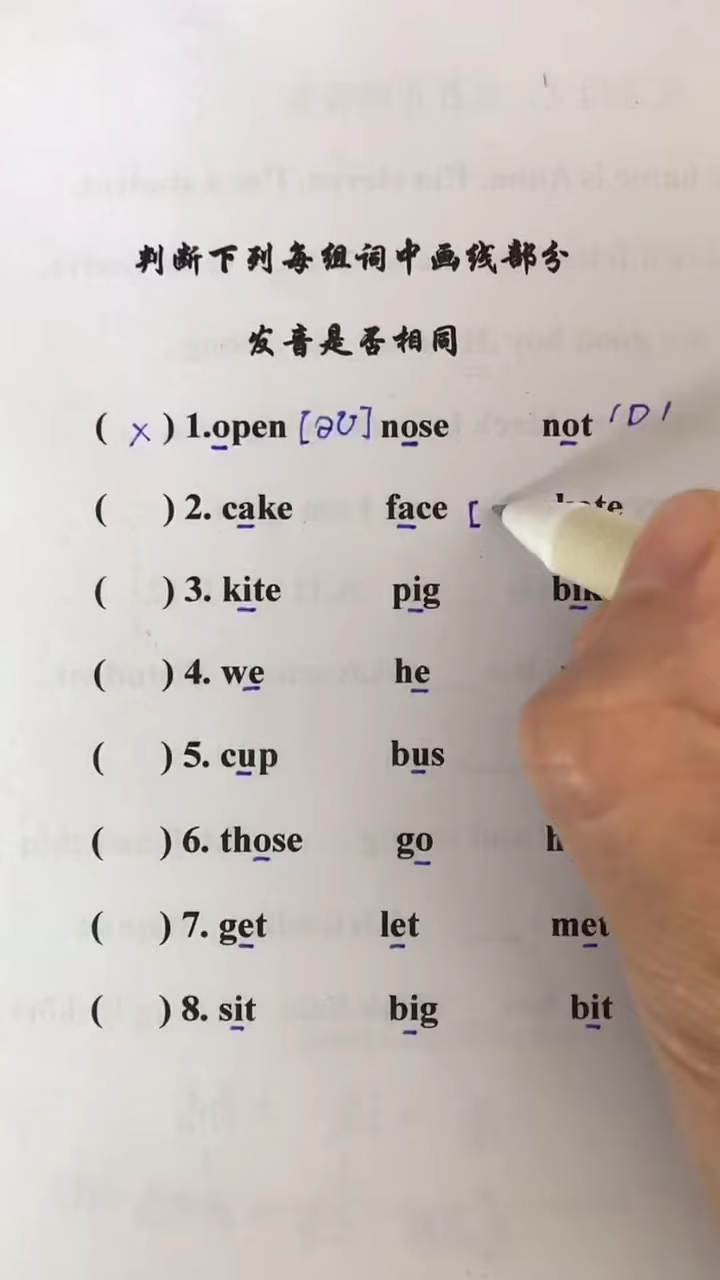 判断下列每组词中画线部分
发音是否相同
( × ) 1.open [əʊ] nose not /ɒ/
( ) 2. cake face [
( ) 3. kite pig
( ) 4. we he
( ) 5. cup bus
( ) 6. those go
( ) 7. get let met
( ) 8. sit big bit